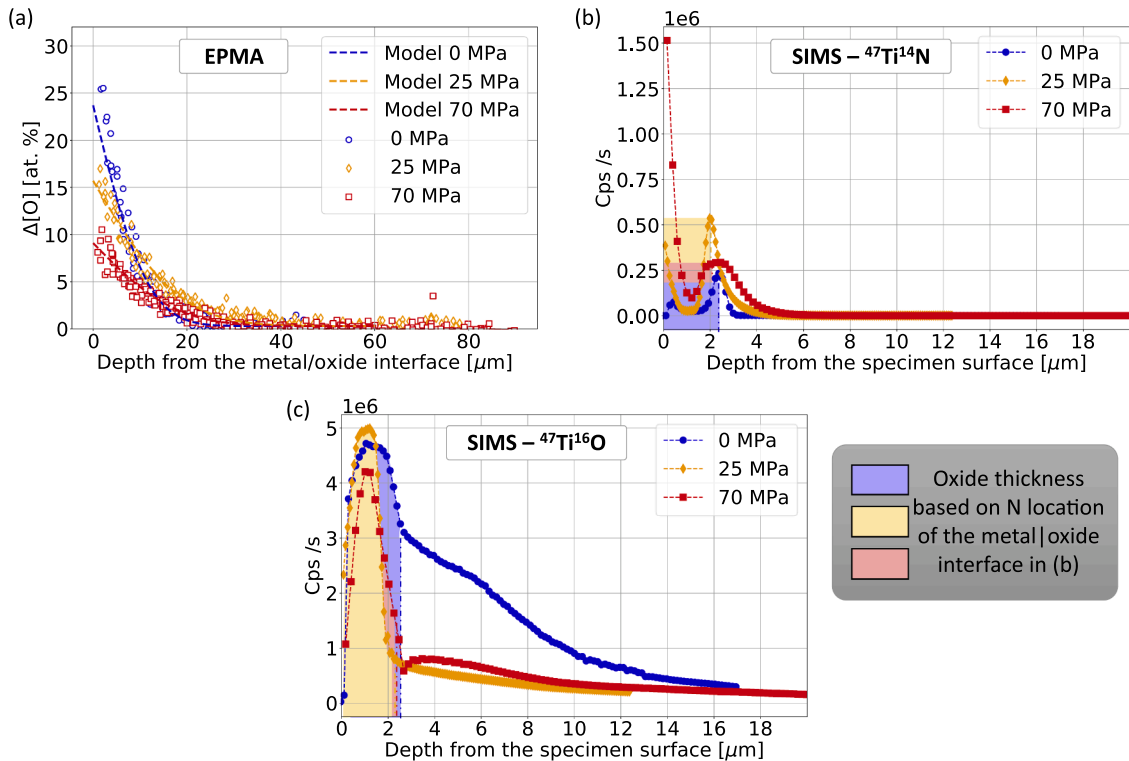 (a)
EPMA
Δ[O] [at. %]
30
25
20
15
10
5
0
0
20
40
60
80
Depth from the metal/oxide interface [μm]
Model 0 MPa
Model 25 MPa
Model 70 MPa
0 MPa
25 MPa
70 MPa
(b)
1e6
SIMS – ⁴⁷Ti¹⁴N
Cps /s
1.50
1.25
1.00
0.75
0.50
0.25
0.00
0
2
4
6
8
10
12
14
16
18
Depth from the specimen surface [μm]
0 MPa
25 MPa
70 MPa
(c)
1e6
SIMS – ⁴⁷Ti¹⁶O
Cps /s
5
4
3
2
1
0
0
2
4
6
8
10
12
14
16
18
Depth from the specimen surface [μm]
0 MPa
25 MPa
70 MPa
Oxide thickness
based on N location
of the metal|oxide
interface in (b)